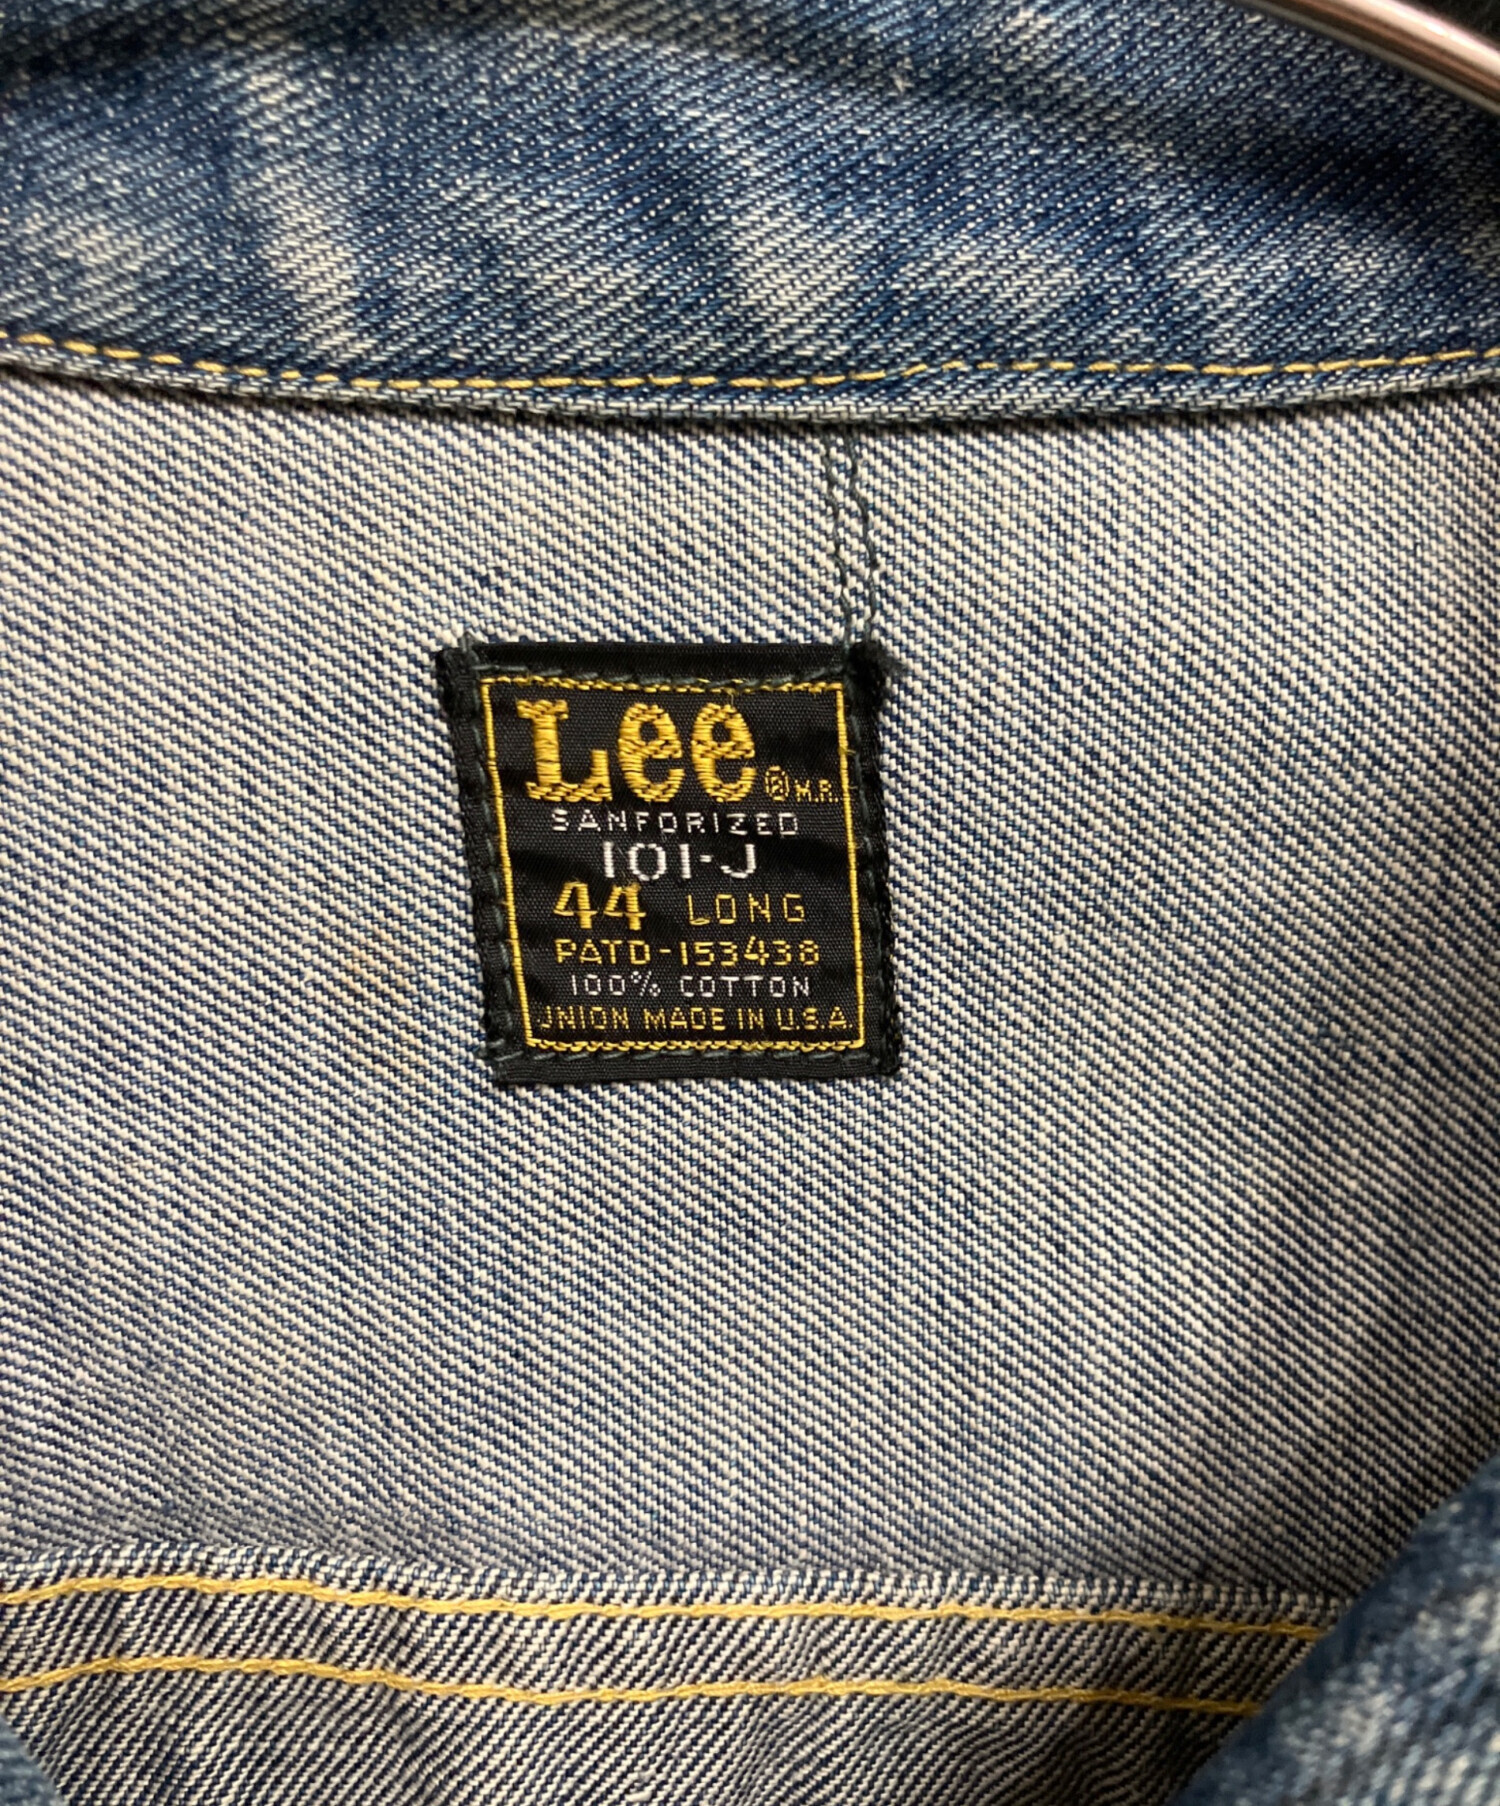 Lee ® M.R.
SANFORIZED
101-J
44 LONG
PATD-153438
100% COTTON
UNION MADE IN U.S.A.